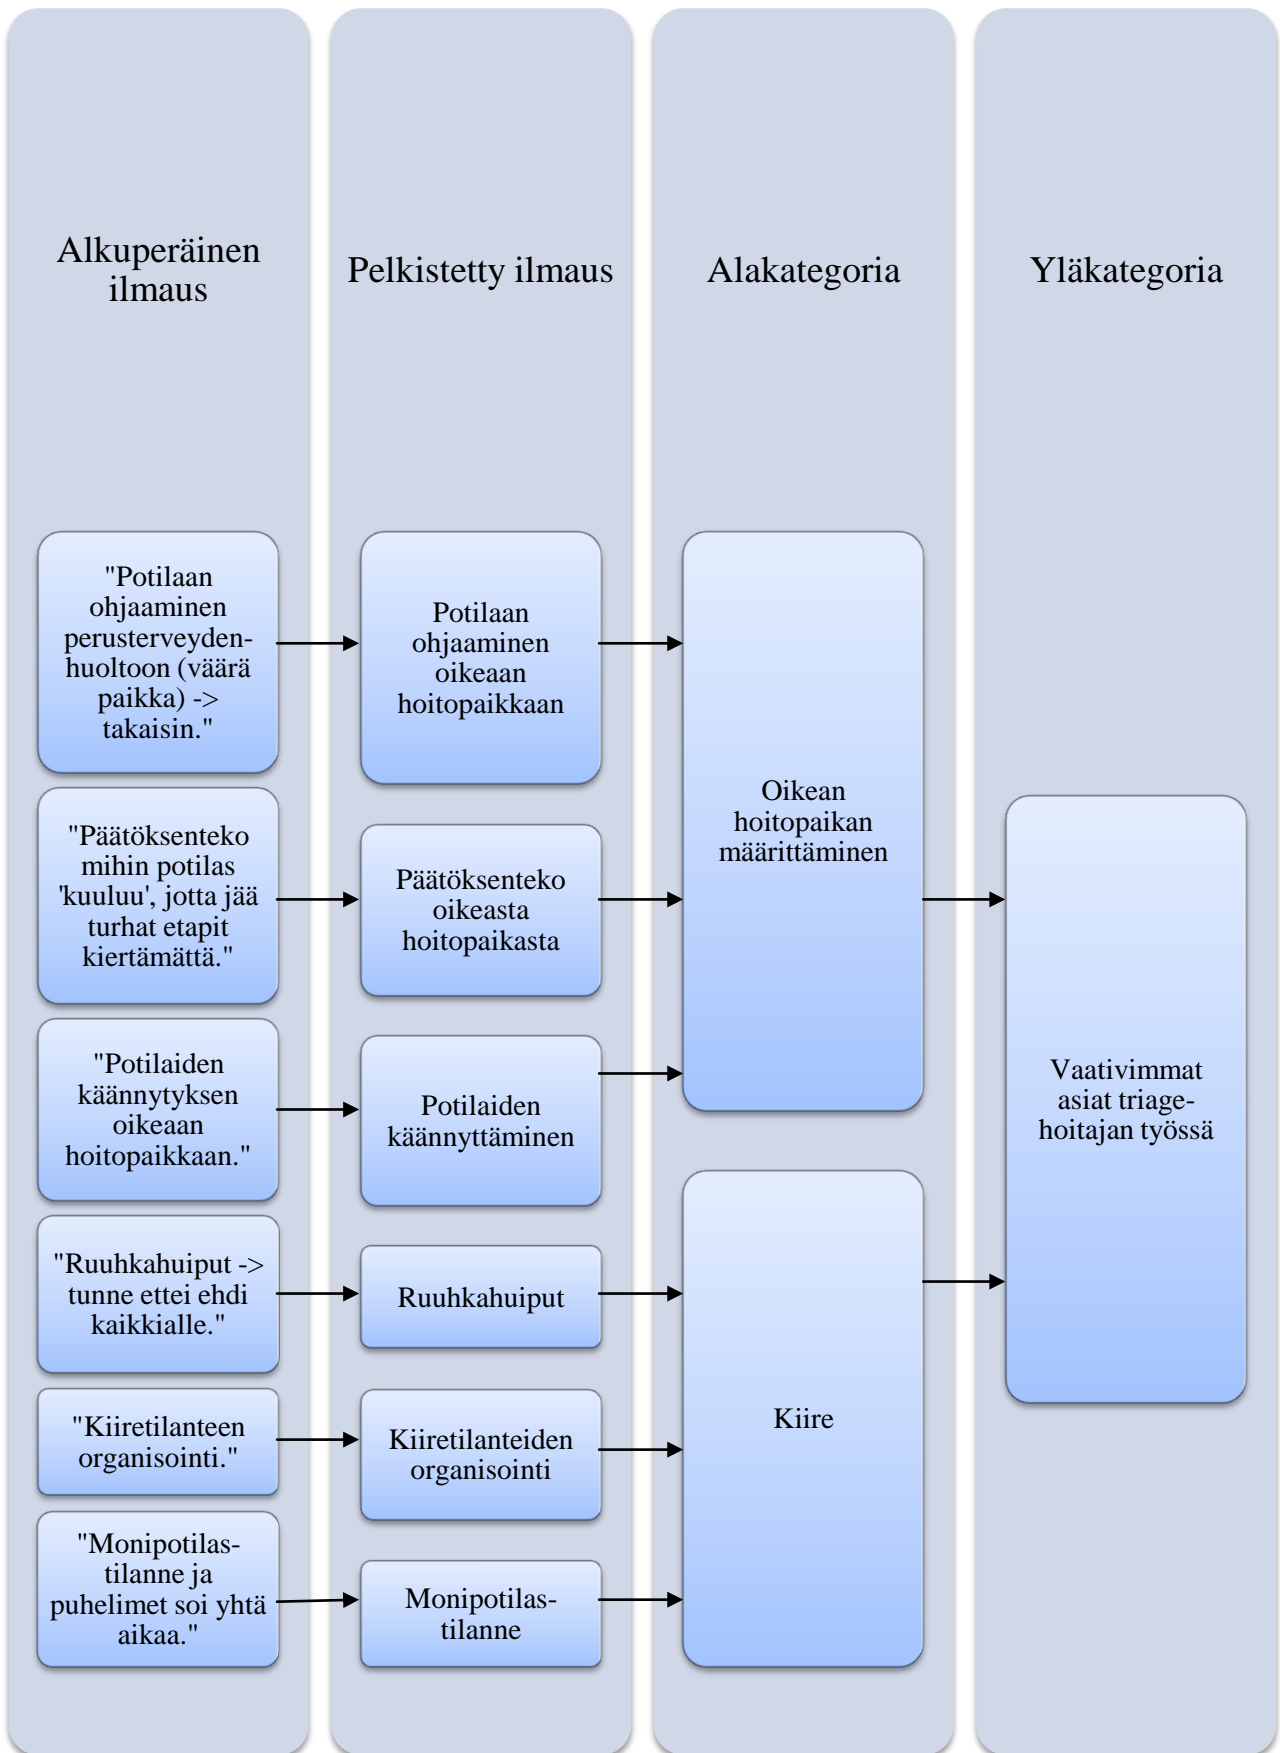 Alkuperäinen
ilmaus
Pelkistetty ilmaus
Alakategoria
Yläkategoria
"Potilaan
ohjaaminen
perusterveyden-
huoltoon (väärä
paikka) ->
takaisin."
"Päätöksenteko
mihin potilas
'kuuluu', jotta jää
turhat etapit
kiertämättä."
"Potilaiden
käännytyksen
oikeaan
hoitopaikkaan."
"Ruuhkahuiput ->
tunne ettei ehdi
kaikkialle."
"Kiiretilanteen
organisointi."
"Monipotilas-
tilanne ja
puhelimet soi yhtä
aikaa."
Potilaan
ohjaaminen
oikeaan
hoitopaikkaan
Päätöksenteko
oikeasta
hoitopaikasta
Potilaiden
käännyttäminen
Ruuhkahuiput
Kiiretilanteiden
organisointi
Monipotilas-
tilanne
Oikean
hoitopaikan
määrittäminen
Kiire
Vaativimmat
asiat triage-
hoitajan työssä